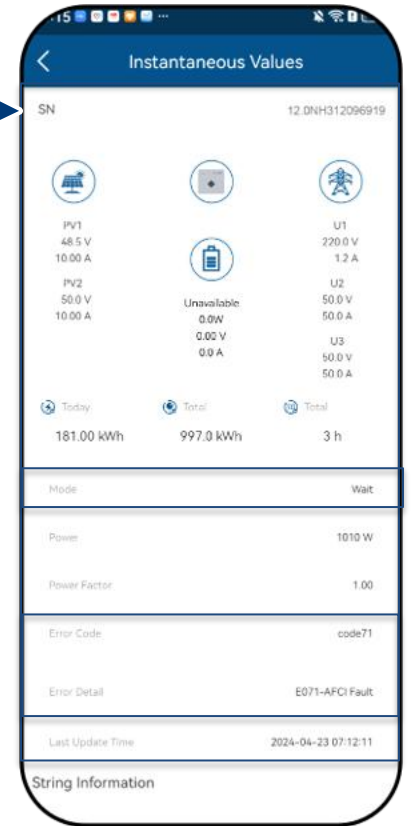 Instantaneous Values
SN 12.0NH312096919
PV1
48.5 V
10.00 A
PV2
50.0 V
10.00 A
Unavailable
0.0W
0.00 V
0.0 A
U1
220.0 V
1.2 A
U2
50.0 V
50.0 A
U3
50.0 V
50.0 A
Today Total Total
181.00 kWh 997.0 kWh 3 h
Mode Wait
Power 1010 W
Power Factor 1.00
Error Code code71
Error Detail E071-AFCI Fault
Last Update Time 2024-04-23 07:12:11
String Information